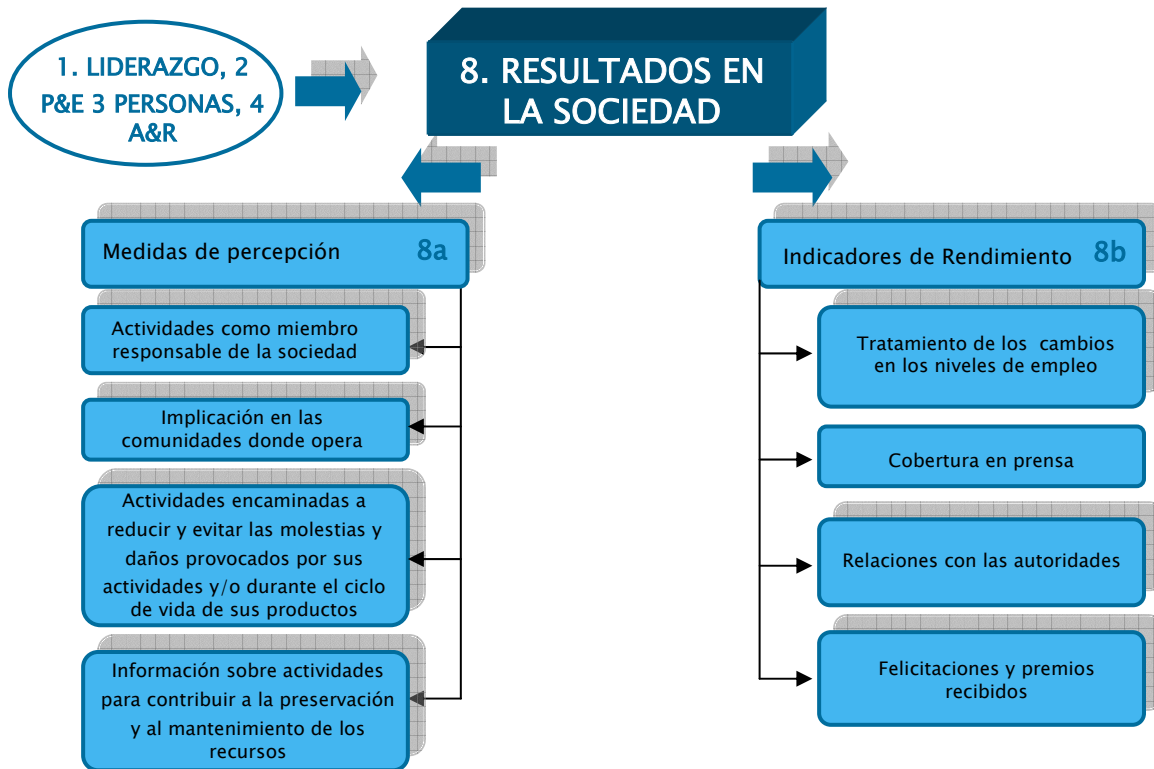 1. LIDERAZGO, 2
P&E 3 PERSONAS, 4
A&R
8. RESULTADOS EN
LA SOCIEDAD
Medidas de percepción 8a
Actividades como miembro
responsable de la sociedad
Implicación en las
comunidades donde opera
Actividades encaminadas a
reducir y evitar las molestias y
daños provocados por sus
actividades y/o durante el ciclo
de vida de sus productos
Información sobre actividades
para contribuir a la preservación
y al mantenimiento de los
recursos
Indicadores de Rendimiento 8b
Tratamiento de los cambios
en los niveles de empleo
Cobertura en prensa
Relaciones con las autoridades
Felicitaciones y premios
recibidos